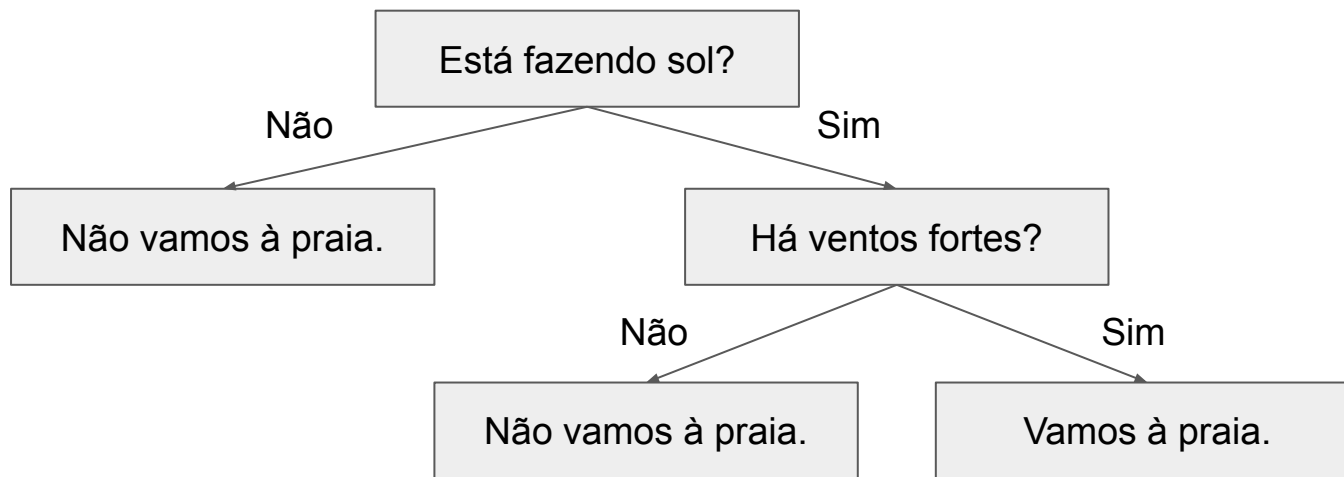 Está fazendo sol?
Não
Sim
Não vamos à praia.
Há ventos fortes?
Não
Sim
Não vamos à praia.
Vamos à praia.